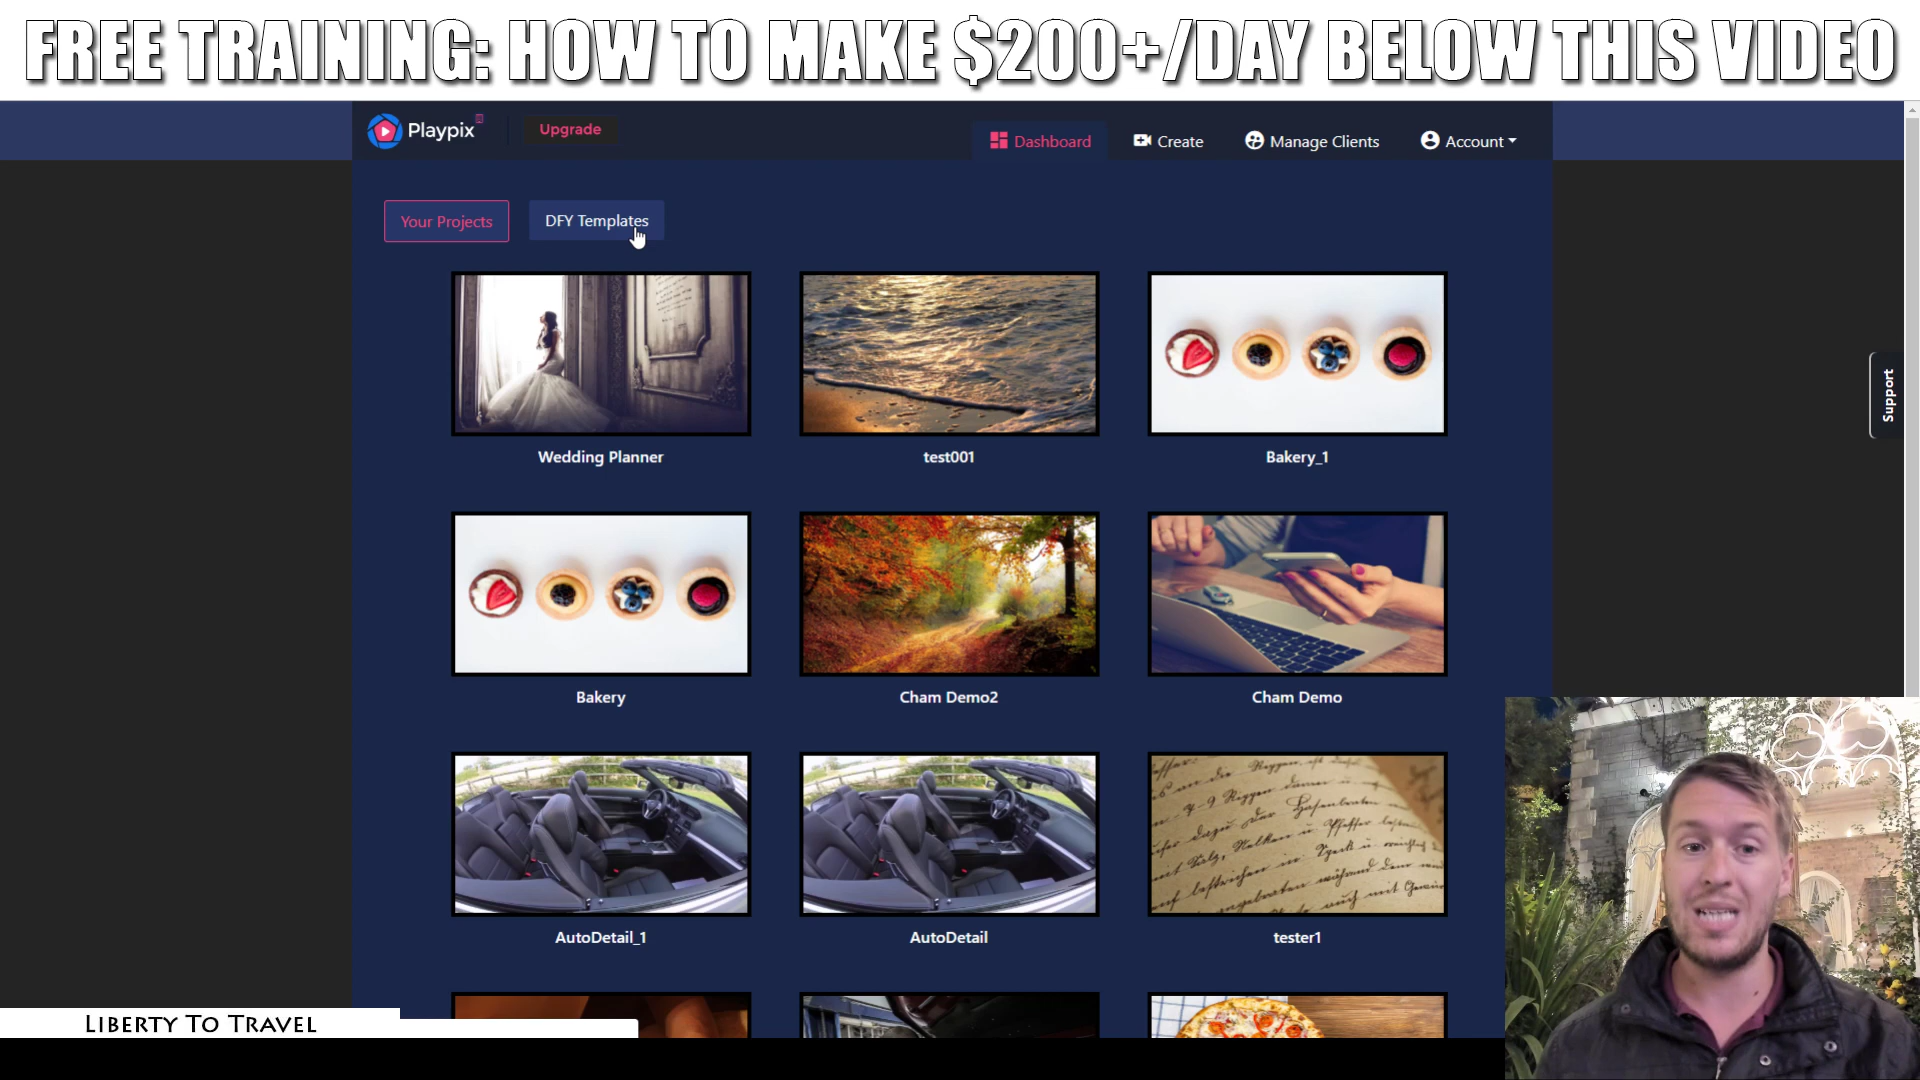 FREE TRAINING: HOW TO MAKE $200+/DAY BELOW THIS VIDEO
Playpix
Upgrade
Dashboard
Create
Manage Clients
Account
Your Projects
DFY Templates
Support
Wedding Planner
test001
Bakery_1
Bakery
Cham Demo2
Cham Demo
AutoDetail_1
AutoDetail
tester1
LIBERTY TO TRAVEL